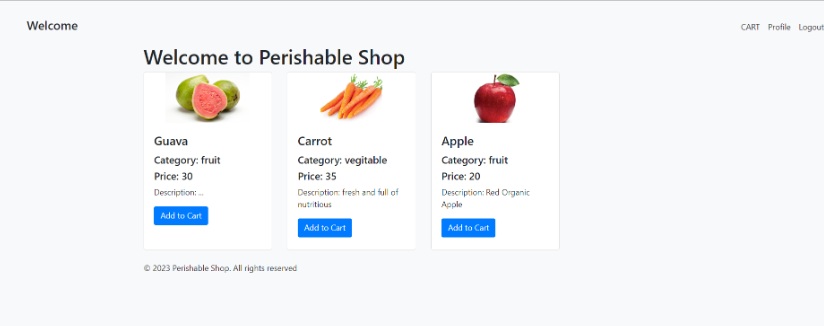 Welcome
CART Profile Logout
Welcome to Perishable Shop
Guava
Category: fruit
Price: 30
Description: ...
Add to Cart
Carrot
Category: vegitable
Price: 35
Description: fresh and full of
nutritious
Add to Cart
Apple
Category: fruit
Price: 20
Description: Red Organic
Apple
Add to Cart
© 2023 Perishable Shop. All rights reserved